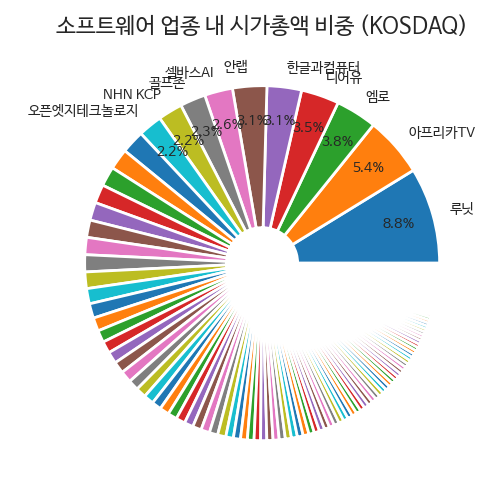 소프트웨어 업종 내 시가총액 비중 (KOSDAQ)
루닛
아프리카TV
엠로
디어유
한글과컴퓨터
안랩
셀바스AI
골프존
NHN KCP
오픈엣지테크놀로지
8.8%
5.4%
3.8%
3.5%
3.1%
3.1%
2.6%
2.3%
2.2%
2.2%